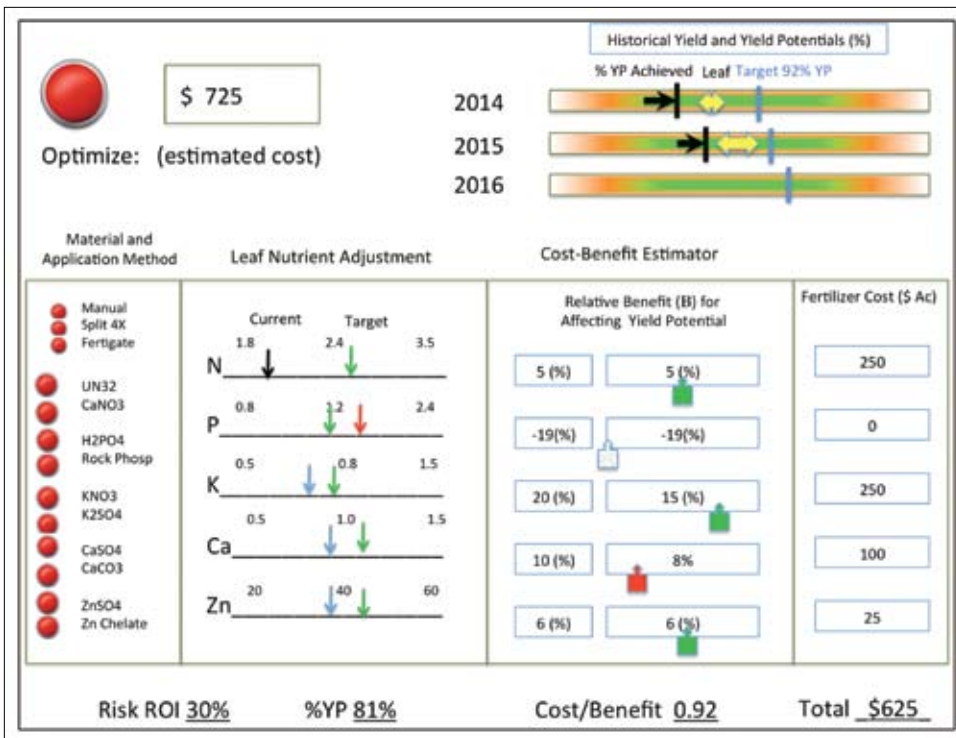 Historical Yield and YIeld Potentials (%)
% YP Achieved Leaf Target 92% YP
$ 725
2014
Optimize: (estimated cost)
2015
2016
Material and
Application Method
Leaf Nutrient Adjustment
Cost-Benefit Estimator
Manual
Split 4X
Fertigate
UN32
CaNO3
H2PO4
Rock Phosp
KNO3
K2SO4
CaSO4
CaCO3
ZnSO4
Zn Chelate
Current Target
1.8 2.4 3.5
N
0.8 1.2 2.4
P
0.5 0.8 1.5
K
0.5 1.0 1.5
Ca
20 40 60
Zn
Relative Benefit (B) for
Affecting Yield Potential
5 (%) 5 (%)
-19(%) -19(%)
20 (%) 15 (%)
10 (%) 8%
6 (%) 6 (%)
Fertilizer Cost ($ Ac)
250
0
250
100
25
Risk ROI 30% %YP 81% Cost/Benefit 0.92 Total $625